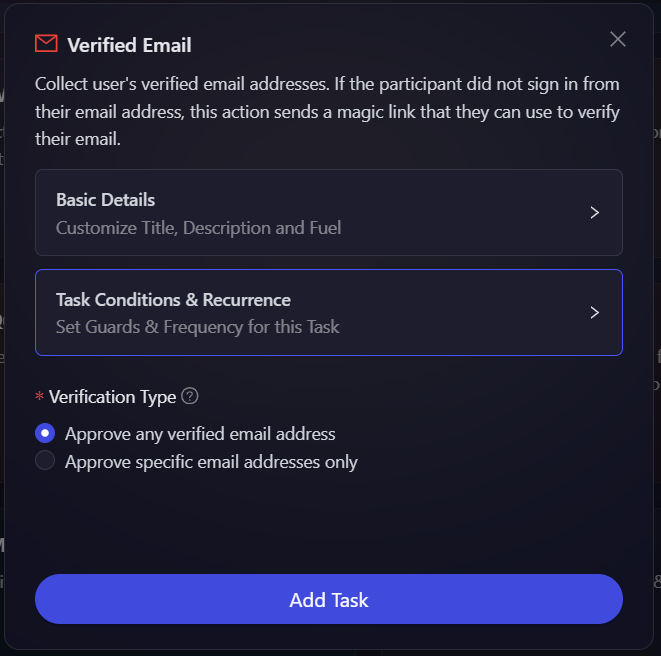 Verified Email
Collect user's verified email addresses. If the participant did not sign in from
their email address, this action sends a magic link that they can use to verify
their email.
Basic Details
Customize Title, Description and Fuel
Task Conditions & Recurrence
Set Guards & Frequency for this Task
* Verification Type ?
Approve any verified email address
Approve specific email addresses only
Add Task